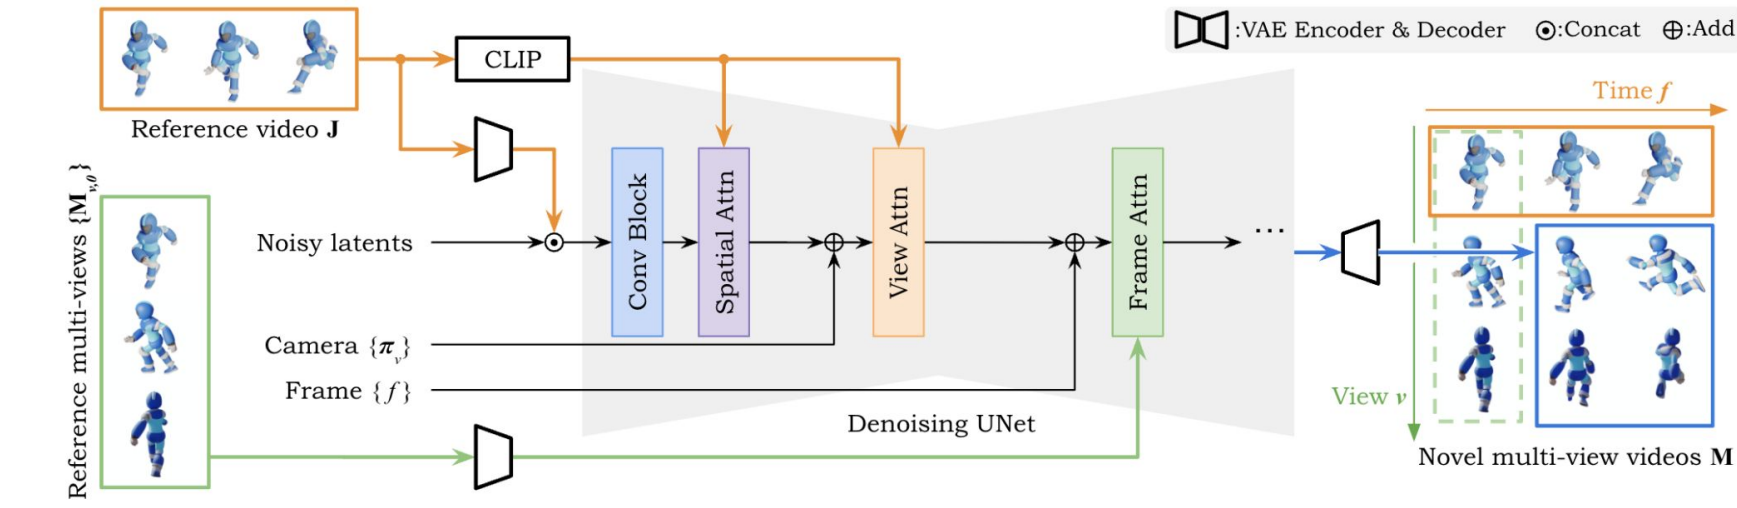 :VAE Encoder & Decoder ⊙:Concat ⊕:Add
CLIP
Time f
Reference video J
Reference multi-views {M_{v,0}}
Noisy latents
Conv Block
Spatial Attn
View Attn
Frame Attn
...
Camera {π_v}
Frame {f}
View v
Denoising UNet
Novel multi-view videos M